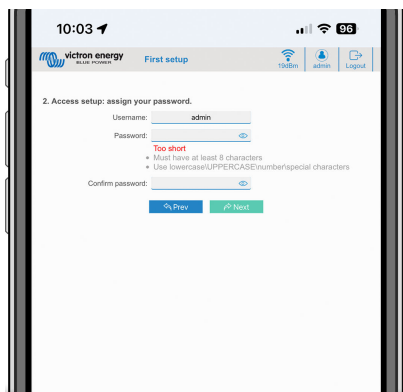 10:03
96
victron energy
BLUE POWER
First setup
19dBm
admin
Logout
2. Access setup: assign your password.
Username: admin
Password:
Too short
Must have at least 8 characters
Use lowercase\UPPERCASE\number\special characters
Confirm password:
Prev
Next